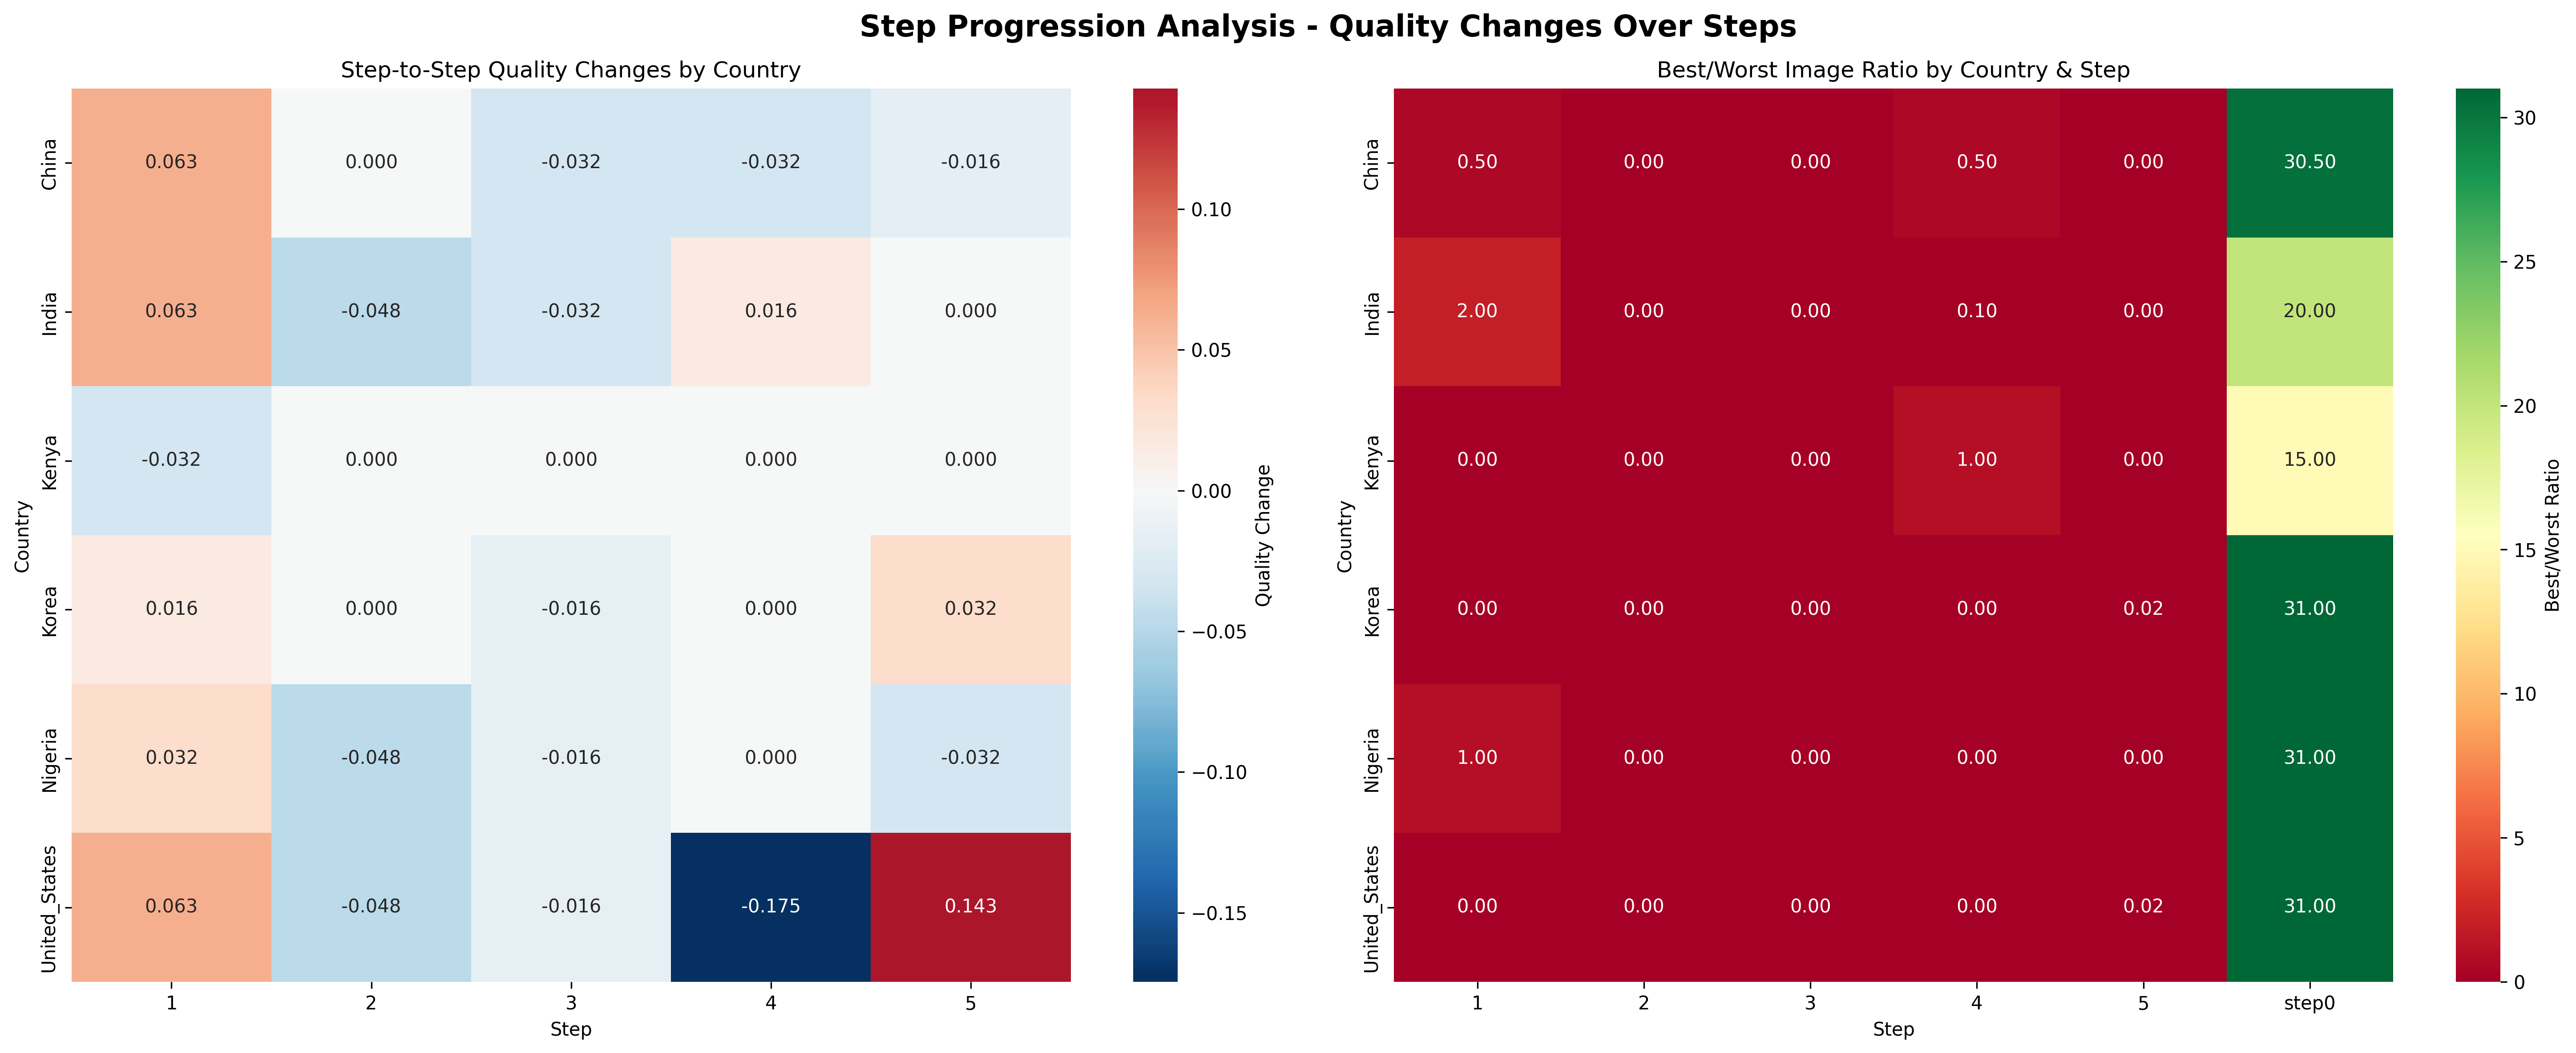 Step Progression Analysis - Quality Changes Over Steps
Step-to-Step Quality Changes by Country
Country
China
0.063 0.000 -0.032 -0.032 -0.016
India
0.063 -0.048 -0.032 0.016 0.000
Kenya
-0.032 0.000 0.000 0.000 0.000
Korea
0.016 0.000 -0.016 0.000 0.032
Nigeria
0.032 -0.048 -0.016 0.000 -0.032
United_States
0.063 -0.048 -0.016 -0.175 0.143
1 2 3 4 5
Step
0.10
0.05
0.00
−0.05
−0.10
−0.15
Quality Change
Best/Worst Image Ratio by Country & Step
Country
China
0.50 0.00 0.00 0.50 0.00 30.50
India
2.00 0.00 0.00 0.10 0.00 20.00
Kenya
0.00 0.00 0.00 1.00 0.00 15.00
Korea
0.00 0.00 0.00 0.00 0.02 31.00
Nigeria
1.00 0.00 0.00 0.00 0.00 31.00
United_States
0.00 0.00 0.00 0.00 0.02 31.00
1 2 3 4 5 step0
Step
30
25
20
15
10
5
0
Best/Worst Ratio